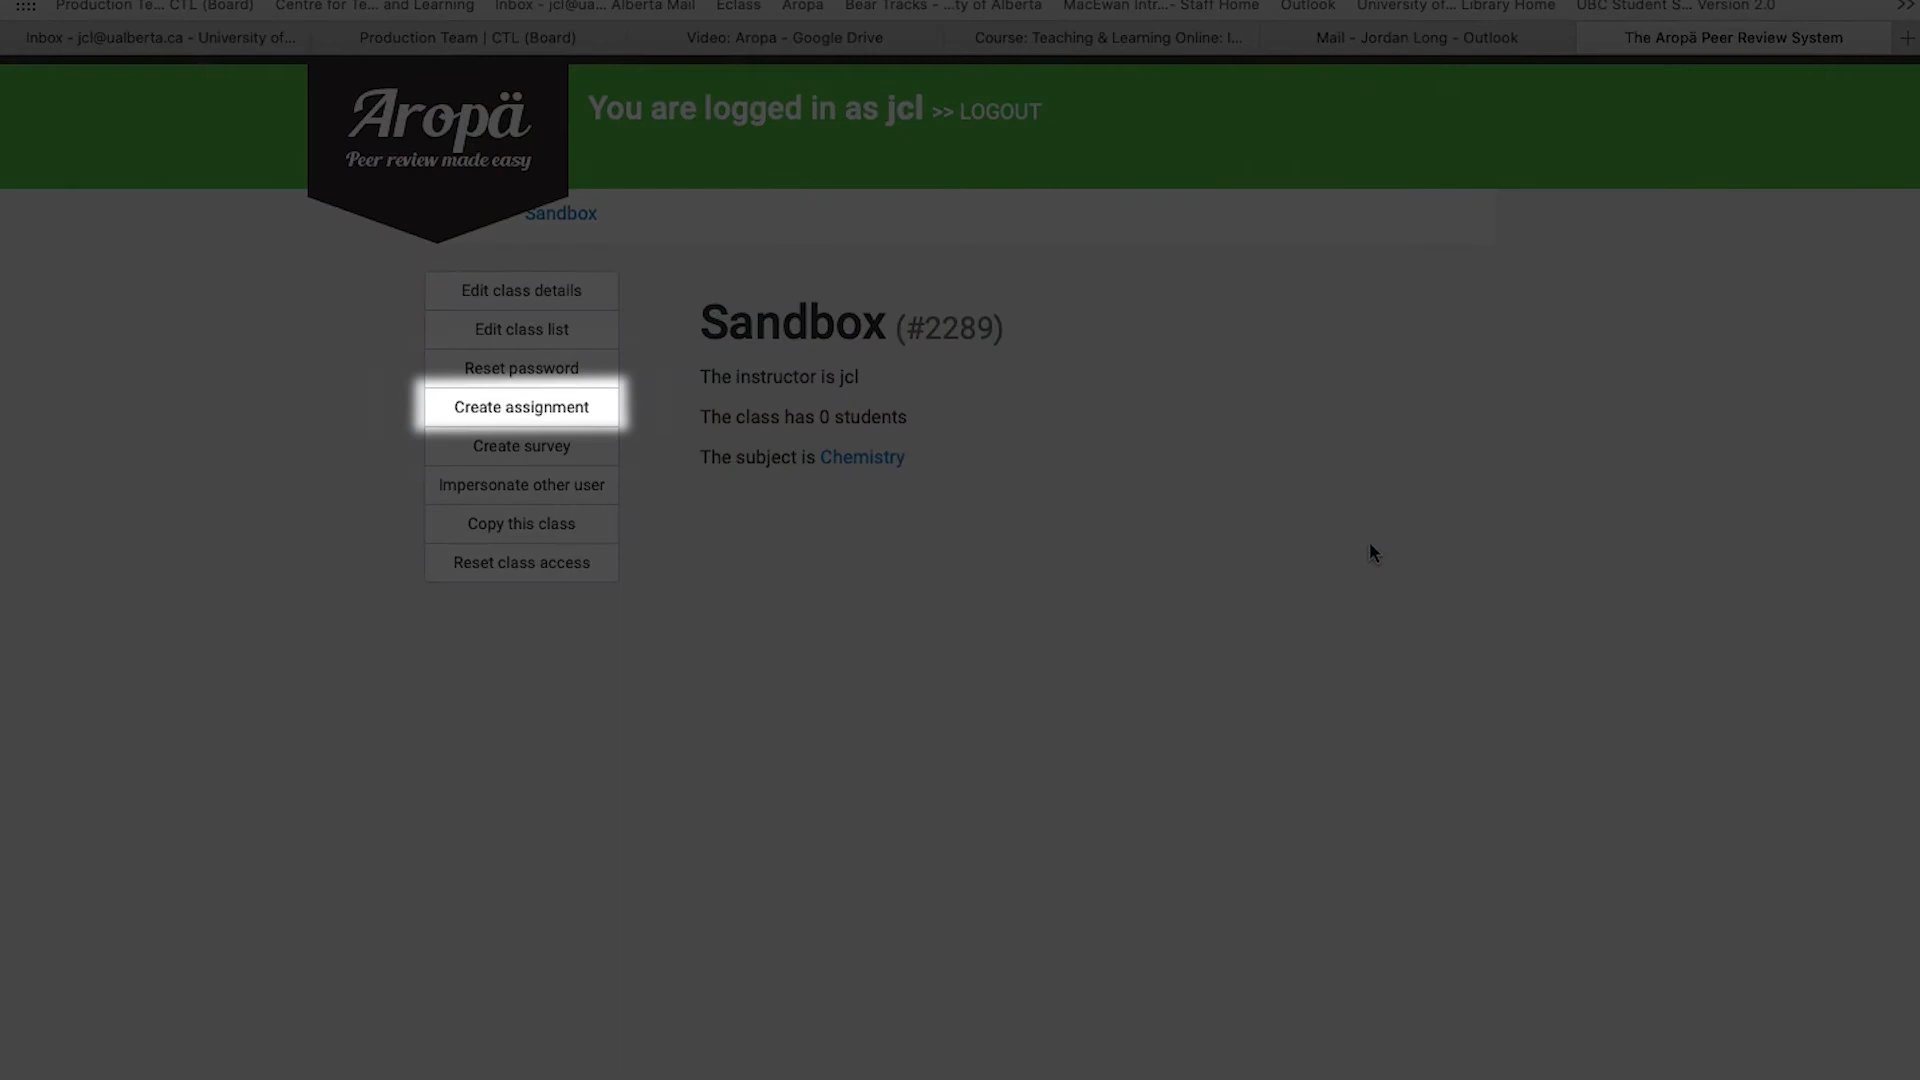 Production Te... CTL (Board) Centre for Te... and Learning Inbox - jcl@ua... Alberta Mail Eclass Aropa Bear Tracks - ...ty of Alberta MacEwan Intr...- Staff Home Outlook University of... Library Home UBC Student S... Version 2.0 >>
Inbox - jcl@ualberta.ca - University of... Production Team | CTL (Board) Video: Aropa - Google Drive Course: Teaching & Learning Online: I... Mail - Jordan Long - Outlook The Aropä Peer Review System +
Aropä
Peer review made easy
You are logged in as jcl >> LOGOUT
Sandbox
Edit class details
Edit class list
Reset password
Create assignment
Create survey
Impersonate other user
Copy this class
Reset class access
Sandbox (#2289)
The instructor is jcl
The class has 0 students
The subject is Chemistry